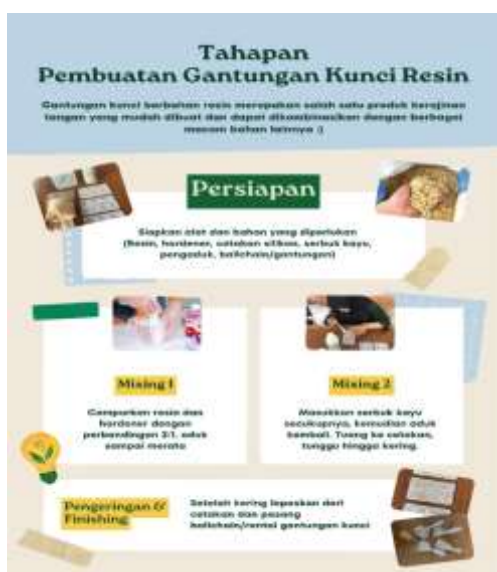 Tahapan
Pembuatan Gantungan Kunci Resin
Gantungan kunci berbahan resin merupakan salah satu produk kerajinan
tangan yang mudah dibuat dan dapat dikombinasikan dengan berbagai
macam bahan lainnya :)
Persiapan
Siapkan alat dan bahan yang diperlukan
(Resin, hardener, cetakan silikon, serbuk kayu,
pengaduk, ballchain/gantungan)
Mixing 1
Campurkan resin dan
hardener dengan
perbandingan 2:1, aduk
sampai merata
Mixing 2
Masukkan serbuk kayu
secukupnya, kemudian aduk
kembali. Tuang ke cetakan,
tunggu hingga kering.
Pengeringan &
Finishing
Setelah kering lepaskan dari
cetakan dan pasang
ballchain/rantai gantungan kunci